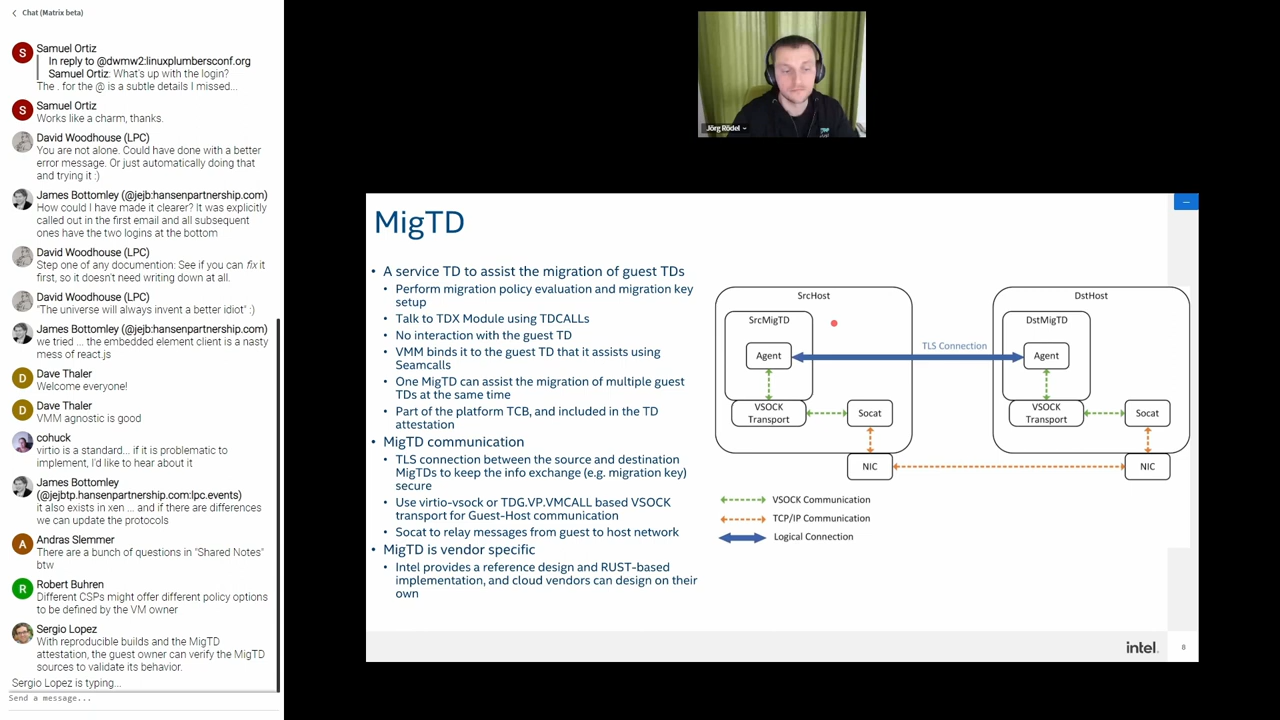 Chat (Matrix beta)
Samuel Ortiz
In reply to @dwmw2:linuxplumbersconf.org
Samuel Ortiz: What's up with the login?
The . for the @ is a subtle details I missed...
Samuel Ortiz
Works like a charm, thanks.
David Woodhouse (LPC)
You are not alone. Could have done with a better
error message. Or just automatically doing that
and trying it :)
James Bottomley (@jejb:hansenpartnership.com)
How could I have made it clearer? It was explicitly
called out in the first email and all subsequent
ones have the two logins at the bottom
David Woodhouse (LPC)
Step one of any documention: See if you can fix it
first, so it doesn't need writing down at all.
David Woodhouse (LPC)
"The universe will always invent a better idiot" :)
James Bottomley (@jejb:hansenpartnership.com)
we tried ... the embedded element client is a nasty
mess of react.js
Dave Thaler
Welcome everyone!
Dave Thaler
VMM agnostic is good
cohuck
virtio is a standard... if it is problematic to
implement, I'd like to hear about it
James Bottomley
(@jejbtp.hansenpartnership.com:lpc.events)
it also exists in xen ... and if there are differences
we can update the protocols
Andras Slemmer
There are a bunch of questions in "Shared Notes"
btw
Robert Buhren
Different CSPs might offer different policy options
to be defined by the VM owner
Sergio Lopez
With reproducible builds and the MigTD
attestation, the guest owner can verify the MigTD
sources to validate its behavior.
Sergio Lopez is typing...
Send a message...
S
S
D
D
A
R
Jörg Rödel
MigTD
• A service TD to assist the migration of guest TDs
• Perform migration policy evaluation and migration key
setup
• Talk to TDX Module using TDCALLs
• No interaction with the guest TD
• VMM binds it to the guest TD that it assists using
Seamcalls
• One MigTD can assist the migration of multiple guest
TDs at the same time
• Part of the platform TCB, and included in the TD
attestation
• MigTD communication
• TLS connection between the source and destination
MigTDs to keep the info exchange (e.g. migration key)
secure
• Use virtio-vsock or TDG.VP.VMCALL based VSOCK
transport for Guest-Host communication
• Socat to relay messages from guest to host network
• MigTD is vendor specific
• Intel provides a reference design and RUST-based
implementation, and cloud vendors can design on their
own
SrcHost
SrcMigTD
Agent
VSOCK
Transport
Socat
NIC
TLS Connection
DstHost
DstMigTD
Agent
VSOCK
Transport
Socat
NIC
VSOCK Communication
TCP/IP Communication
Logical Connection
intel.
8